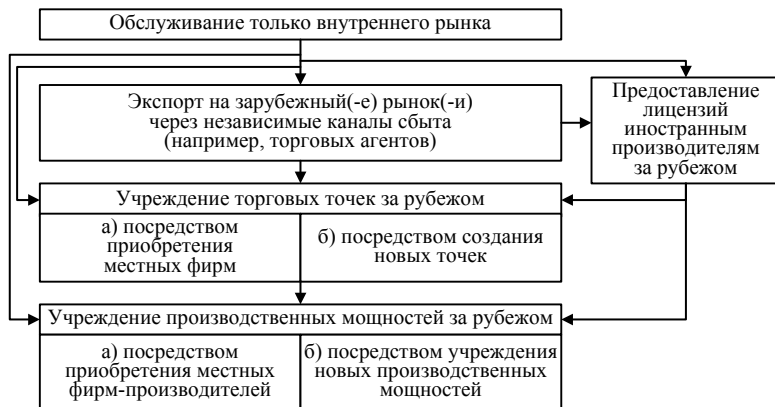 Обслуживание только внутреннего рынка
Экспорт на зарубежный(-е) рынок(-и)
через независимые каналы сбыта
(например, торговых агентов)
Предоставление
лицензий
иностранным
производителям
за рубежом
Учреждение торговых точек за рубежом
а) посредством
приобретения
местных фирм
б) посредством создания
новых точек
Учреждение производственных мощностей за рубежом
а) посредством
приобретения местных
фирм-производителей
б) посредством учреждения
новых производственных
мощностей